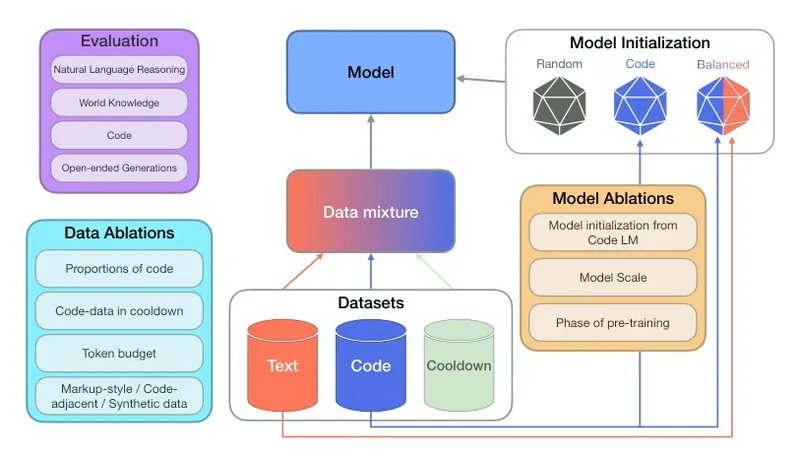 Evaluation
Natural Language Reasoning
World Knowledge
Code
Open-ended Generations
Data Ablations
Proportions of code
Code-data in cooldown
Token budget
Markup-style / Code-
adjacent / Synthetic data
Model
Data mixture
Datasets
Text
Code
Cooldown
Model Initialization
Random
Code
Balanced
Model Ablations
Model initialization from
Code LM
Model Scale
Phase of pre-training